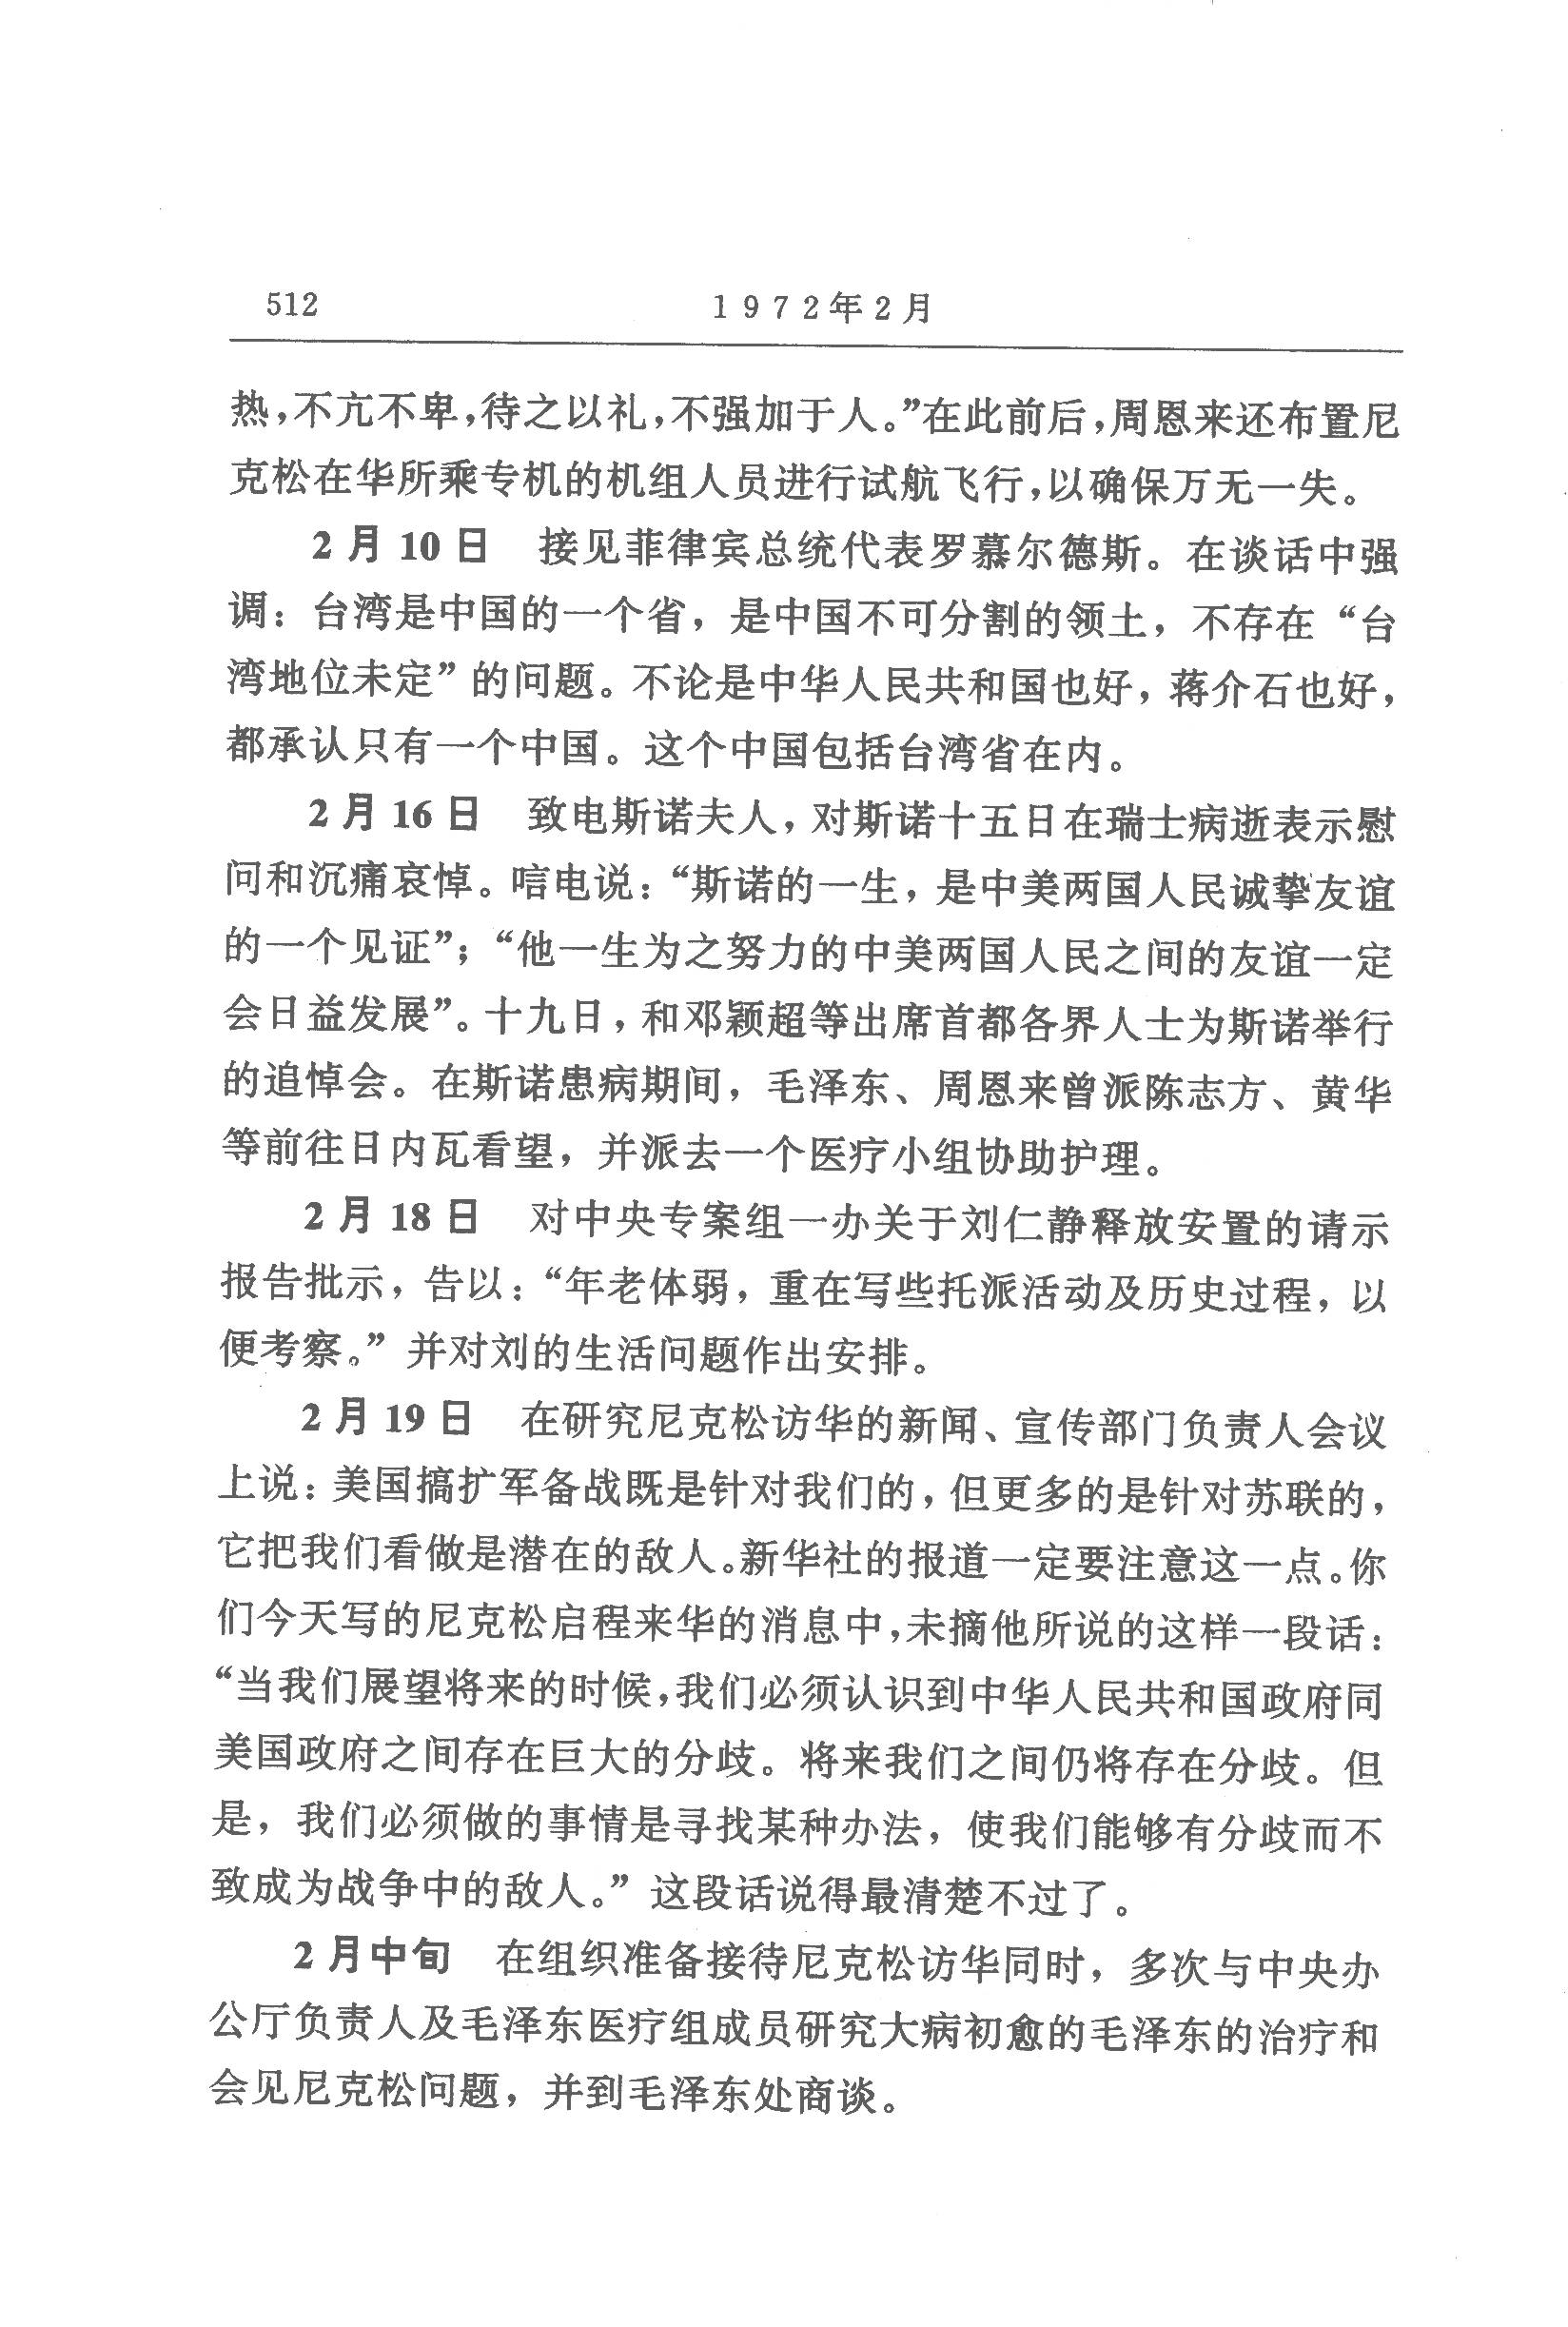 512
1972年2月
热，不亢不卑，待之以礼，不强加于人。”在此前后，周恩来还布置尼
克松在华所乘专机的机组人员进行试航飞行，以确保万无一失。
2月10日　接见菲律宾总统代表罗慕尔德斯。在谈话中强
调：台湾是中国的一个省，是中国不可分割的领土，不存在“台
湾地位未定”的问题。不论是中华人民共和国也好，蒋介石也好，
都承认只有一个中国。这个中国包括台湾省在内。
2月16日　致电斯诺夫人，对斯诺十五日在瑞士病逝表示慰
问和沉痛哀悼。唁电说：“斯诺的一生，是中美两国人民诚挚友谊
的一个见证”；“他一生为之努力的中美两国人民之间的友谊一定
会日益发展”。十九日，和邓颖超等出席首都各界人士为斯诺举行
的追悼会。在斯诺患病期间，毛泽东、周恩来曾派陈志方、黄华
等前往日内瓦看望，并派去一个医疗小组协助护理。
2月18日　对中央专案组一办关于刘仁静释放安置的请示
报告批示，告以：“年老体弱，重在写些托派活动及历史过程，以
便考察。”并对刘的生活问题作出安排。
2月19日　在研究尼克松访华的新闻、宣传部门负责人会议
上说：美国搞扩军备战既是针对我们的，但更多的是针对苏联的，
它把我们看做是潜在的敌人。新华社的报道一定要注意这一点。你
们今天写的尼克松启程来华的消息中，未摘他所说的这样一段话：
“当我们展望将来的时候，我们必须认识到中华人民共和国政府同
美国政府之间存在巨大的分歧。将来我们之间仍将存在分歧。但
是，我们必须做的事情是寻找某种办法，使我们能够有分歧而不
致成为战争中的敌人。”这段话说得最清楚不过了。
2月中旬　在组织准备接待尼克松访华同时，多次与中央办
公厅负责人及毛泽东医疗组成员研究大病初愈的毛泽东的治疗和
会见尼克松问题，并到毛泽东处商谈。